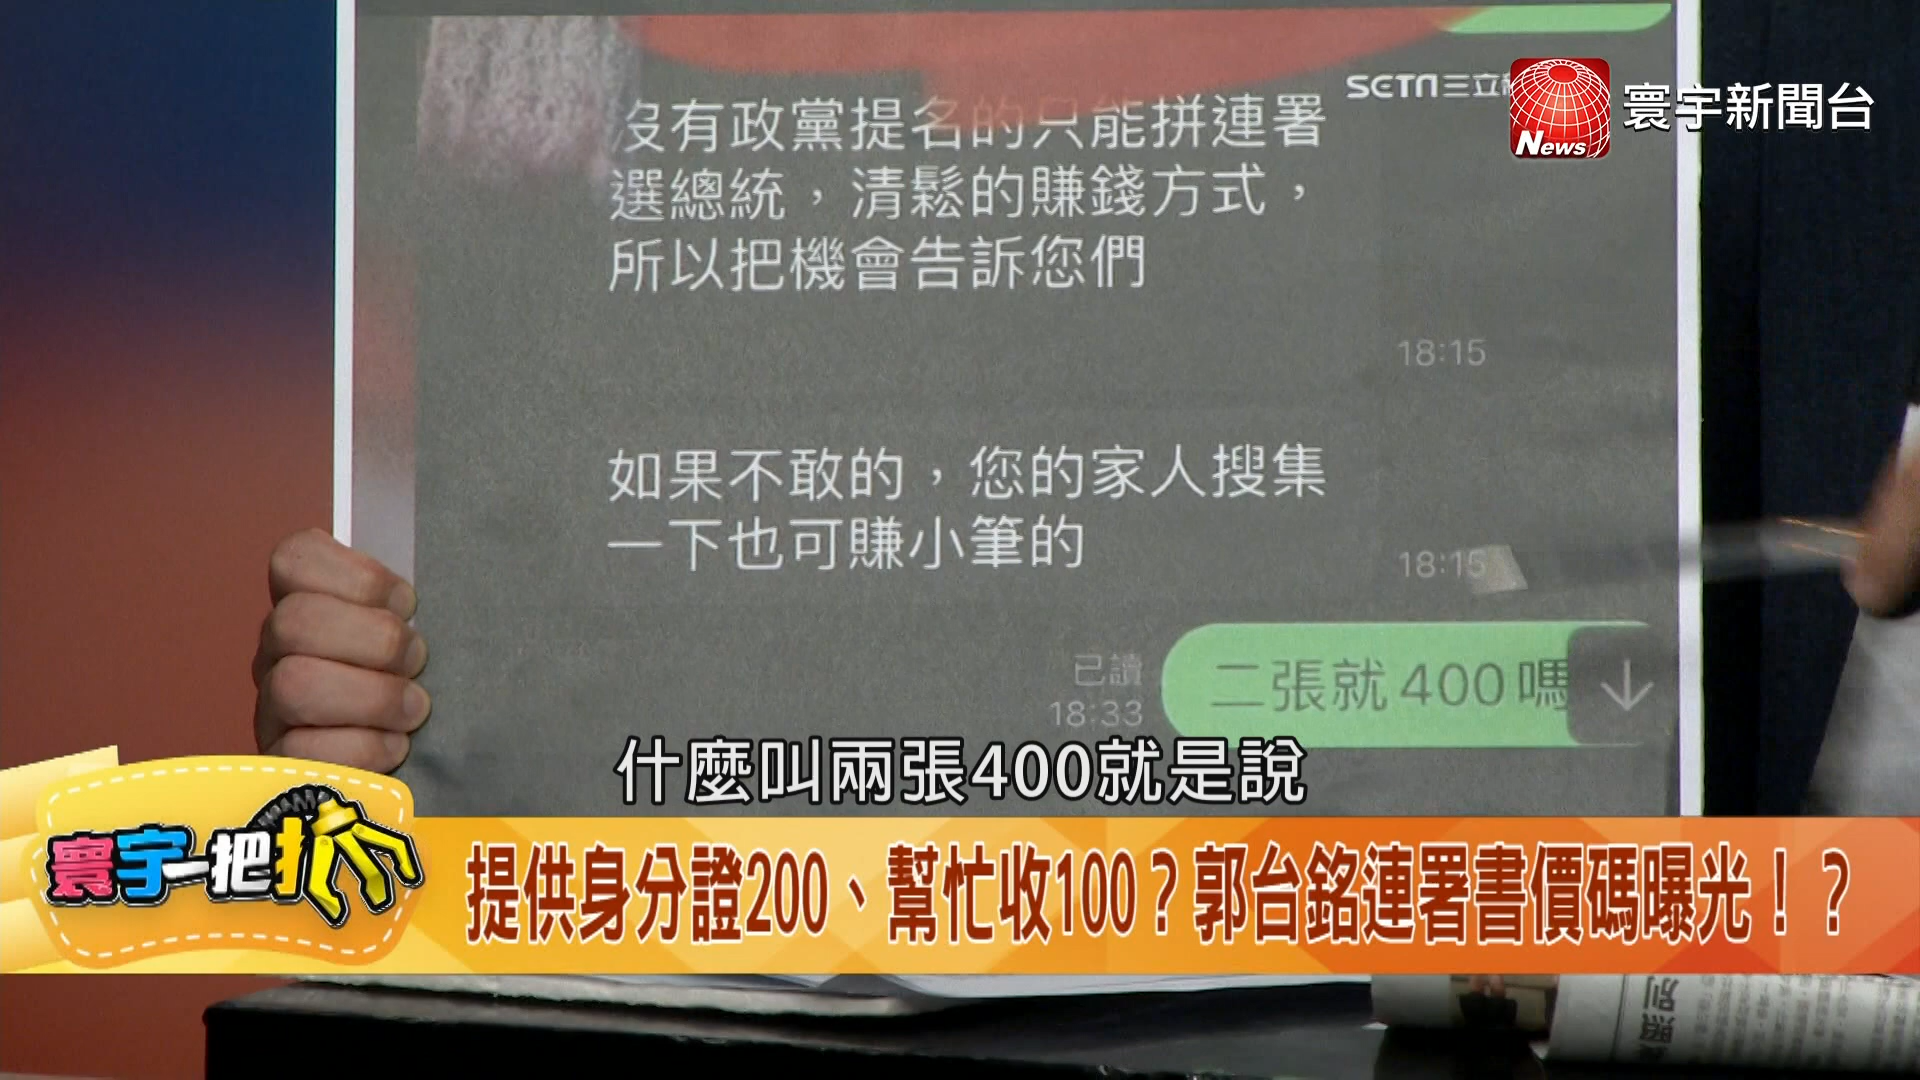 SETN三立
News
寰宇新聞台
沒有政黨提名的只能拼連署
選總統，清鬆的賺錢方式，
所以把機會告訴您們
18:15
如果不敢的，您的家人搜集
一下也可賺小筆的
18:15
已讀
18:33
二張就400嗎
什麼叫兩張400就是說
寰宇一把抓
提供身分證200、幫忙收100？郭台銘連署書價碼曝光！？